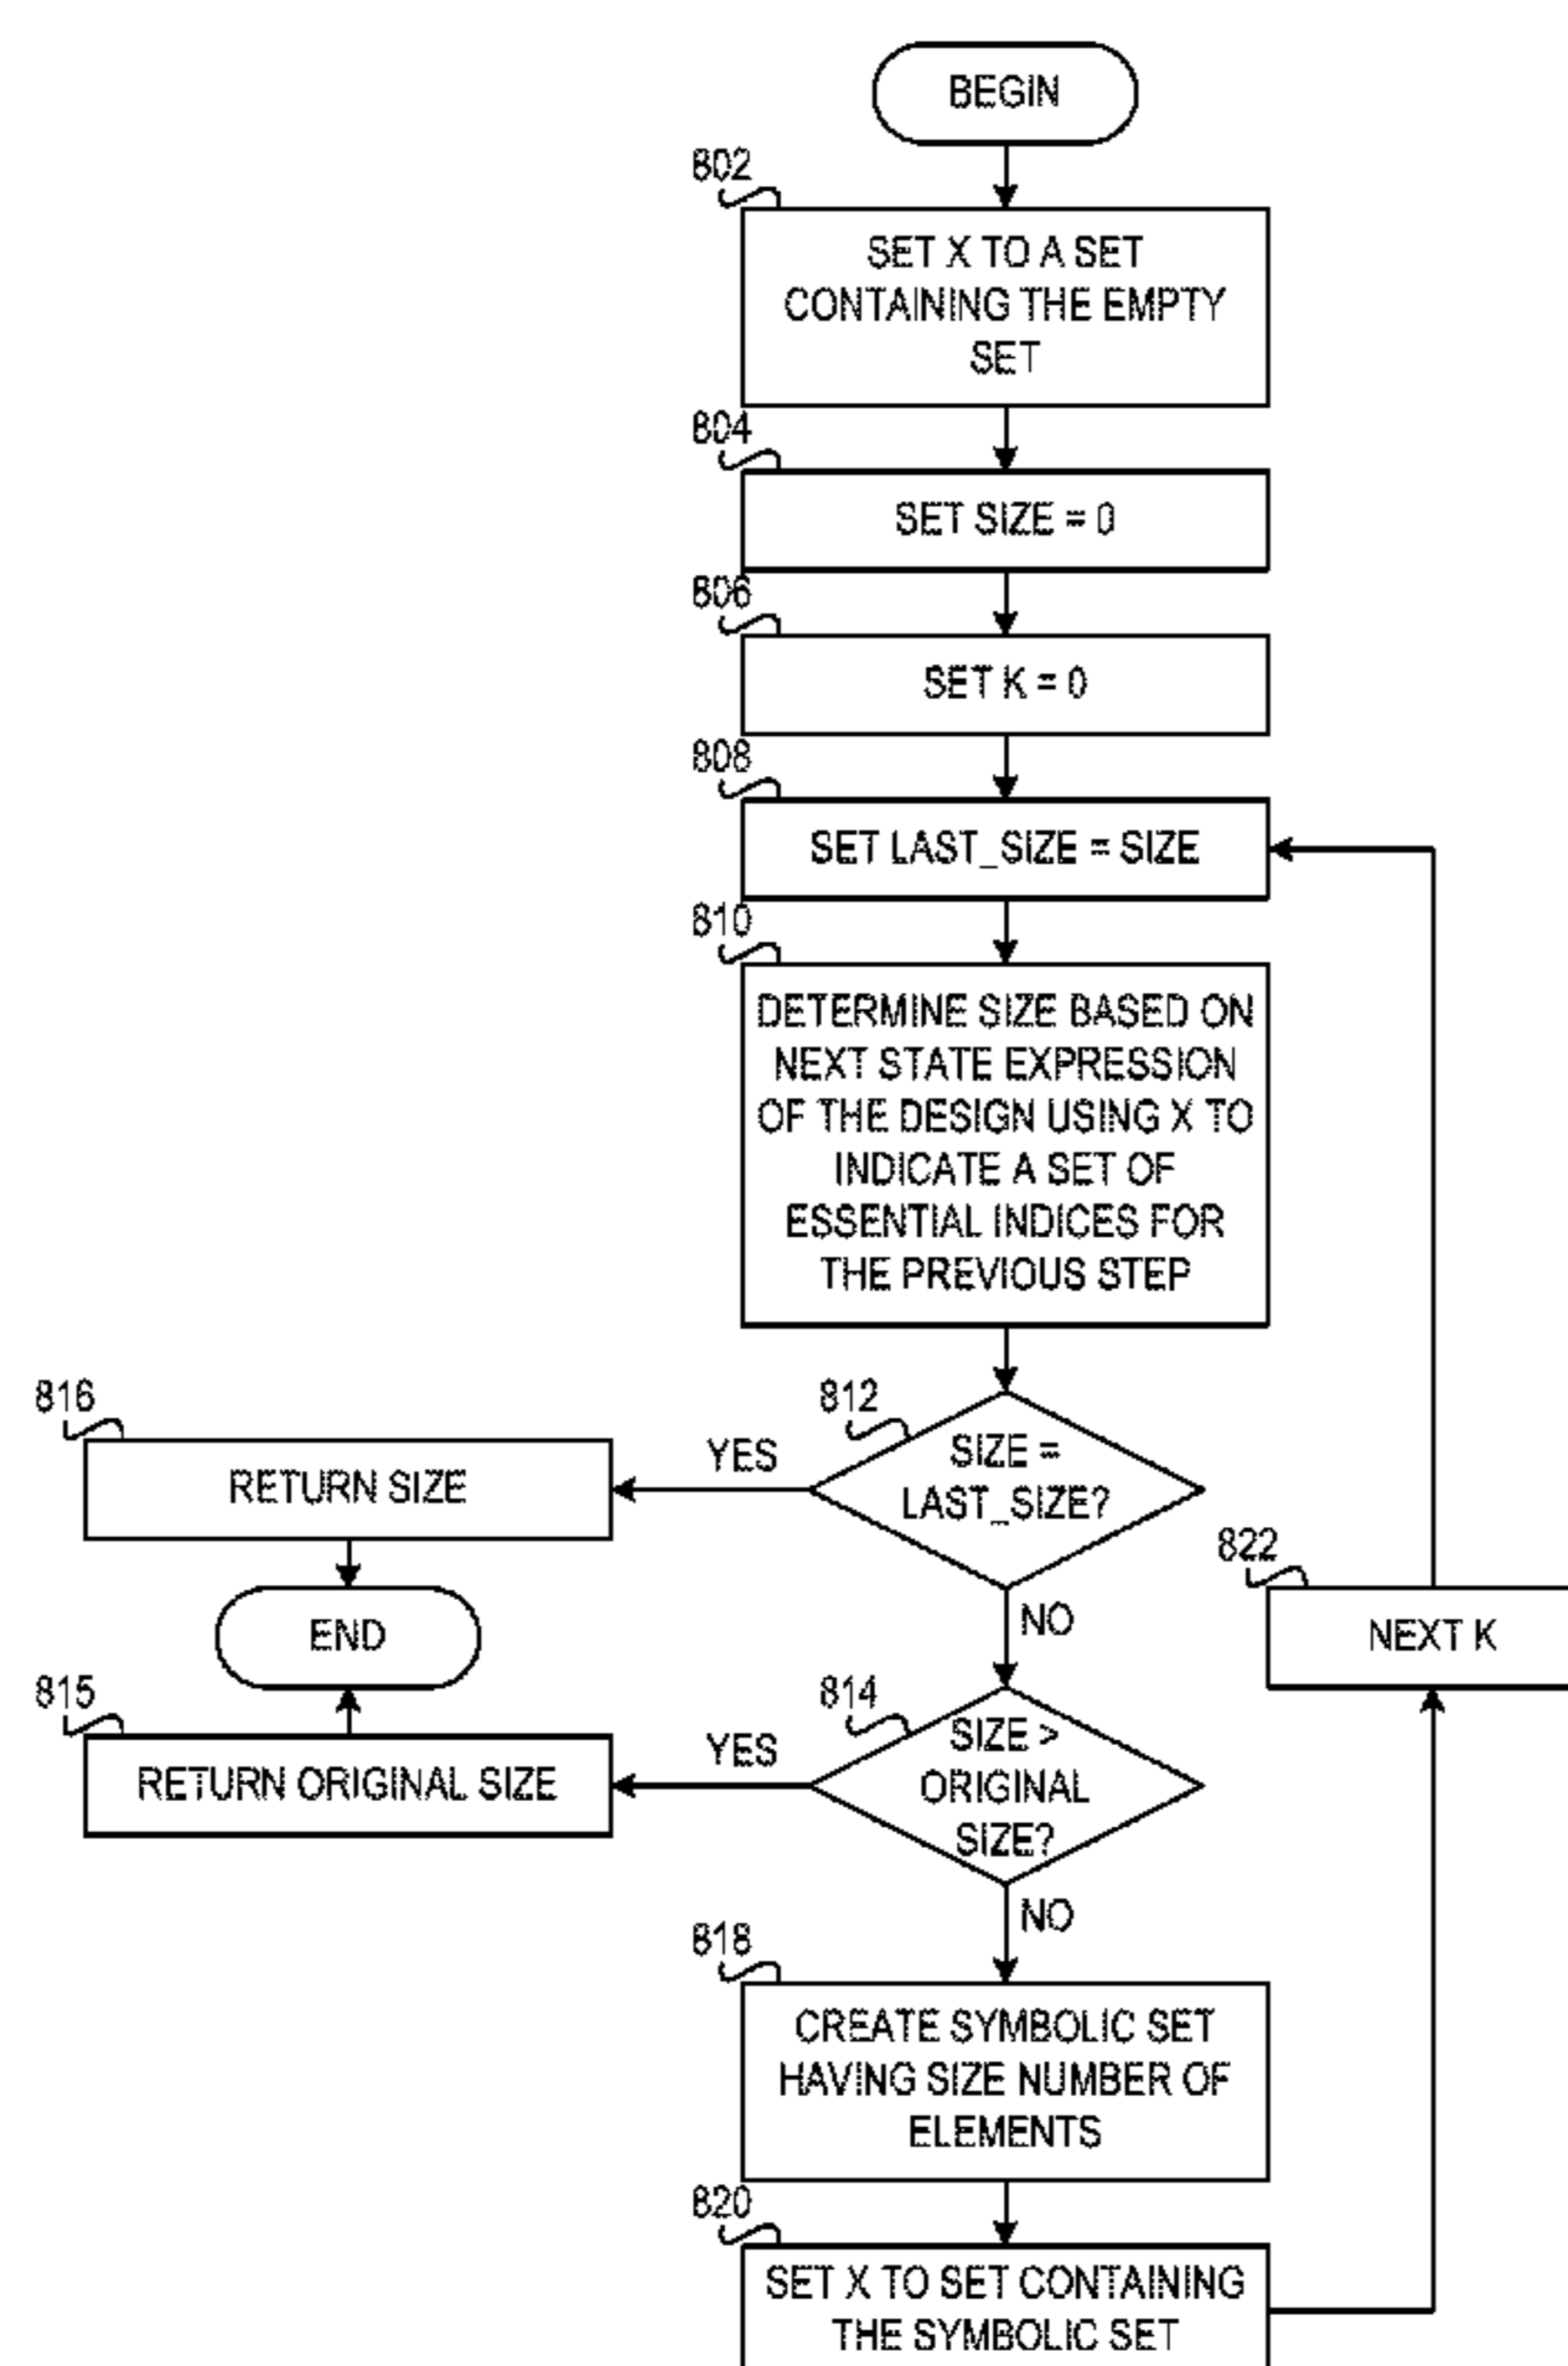 BEGIN
802
SET X TO A SET
CONTAINING THE EMPTY
SET
804
SET SIZE = 0
806
SET K = 0
808
SET LAST_SIZE = SIZE
810
DETERMINE SIZE BASED ON
NEXT STATE EXPRESSION
OF THE DESIGN USING X TO
INDICATE A SET OF
ESSENTIAL INDICES FOR
THE PREVIOUS STEP
812
SIZE =
LAST_SIZE?
YES
816
RETURN SIZE
END
NO
814
SIZE >
ORIGINAL
SIZE?
YES
815
RETURN ORIGINAL SIZE
NO
818
CREATE SYMBOLIC SET
HAVING SIZE NUMBER OF
ELEMENTS
820
SET X TO SET CONTAINING
THE SYMBOLIC SET
822
NEXT K